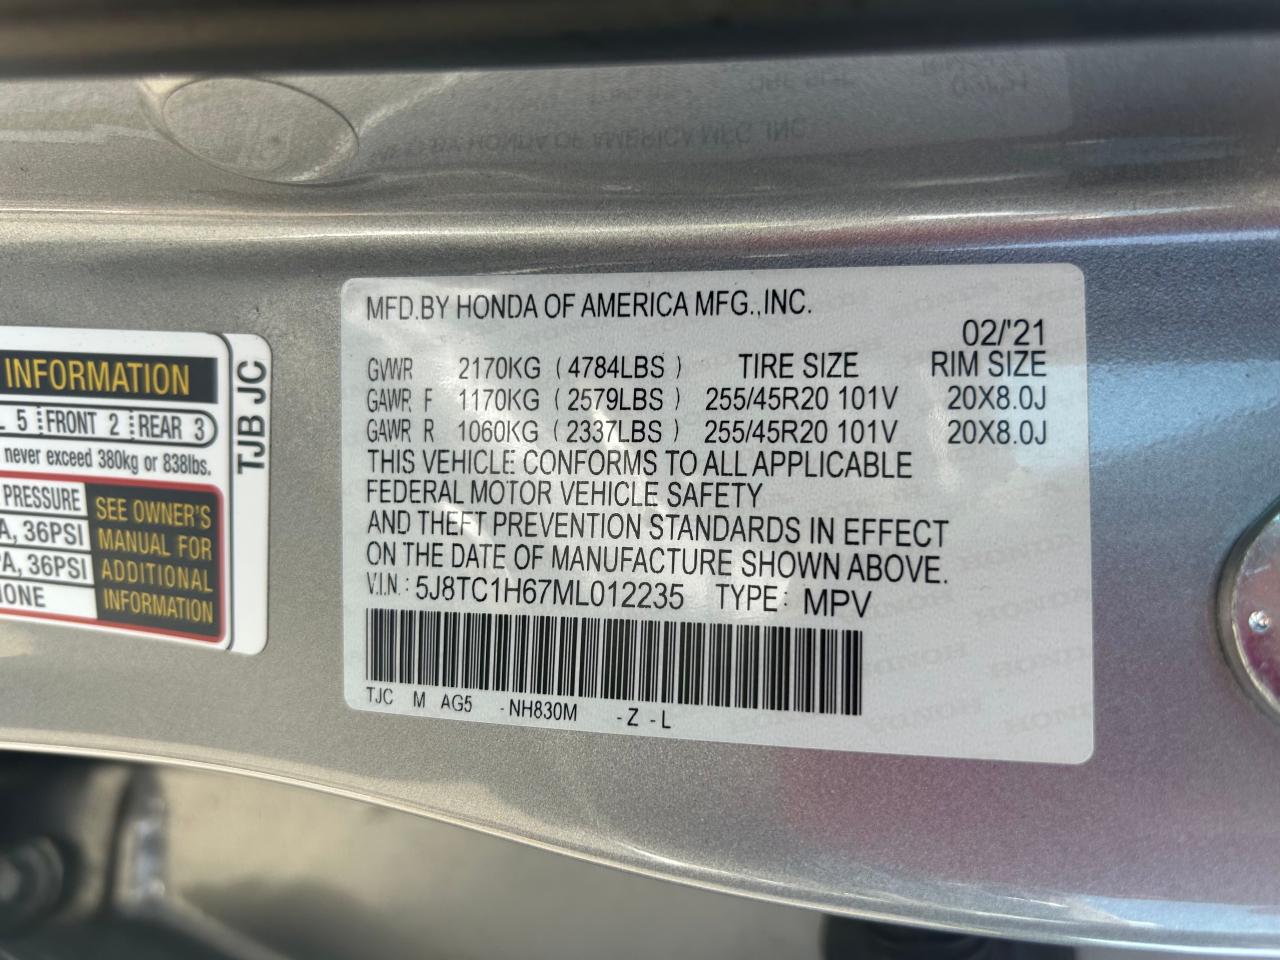 MFD.BY HONDA OF AMERICA MFG.,INC.
02/'21
GVWR 2170KG (4784LBS) TIRE SIZE RIM SIZE
GAWR F 1170KG (2579LBS) 255/45R20 101V 20X8.0J
GAWR R 1060KG (2337LBS) 255/45R20 101V 20X8.0J
THIS VEHICLE CONFORMS TO ALL APPLICABLE
FEDERAL MOTOR VEHICLE SAFETY
AND THEFT PREVENTION STANDARDS IN EFFECT
ON THE DATE OF MANUFACTURE SHOWN ABOVE.
V.I.N.: 5J8TC1H67ML012235 TYPE: MPV
TJC M AG5 -NH830M -Z -L
INFORMATION
5 FRONT 2 REAR 3
never exceed 380kg or 838lbs.
PRESSURE
36PSI
36PSI
SEE OWNER'S
MANUAL FOR
ADDITIONAL
INFORMATION
TJB JC